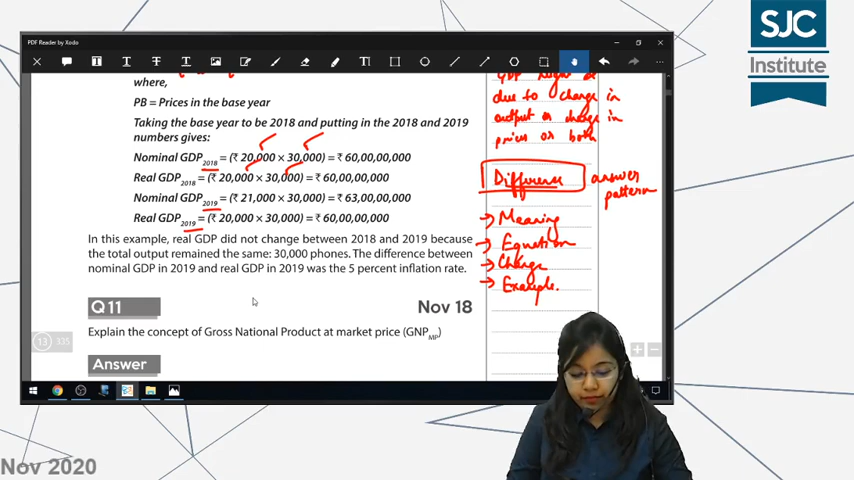 SJC
Institute
PDF Reader by Xodo
where,
PB = Prices in the base year
Taking the base year to be 2018 and putting in the 2018 and 2019
numbers gives:
Nominal GDP2018 = (₹ 20,000 × 30,000) = ₹ 60,00,00,000
Real GDP2018 = (₹ 20,000 × 30,000) = ₹ 60,00,00,000
Nominal GDP2019 = (₹ 21,000 × 30,000) = ₹ 63,00,00,000
Real GDP2019 = (₹ 20,000 × 30,000) = ₹ 60,00,00,000
In this example, real GDP did not change between 2018 and 2019 because
the total output remained the same: 30,000 phones. The difference between
nominal GDP in 2019 and real GDP in 2019 was the 5 percent inflation rate.
Q 11
Nov 18
Explain the concept of Gross National Product at market price (GNPMP)
Answer
13 335
due to change in
output or change in
prices or both
Difference
answer
pattern
→ Meaning
→ Equation
→ Change
→ Example.
Nov 2020